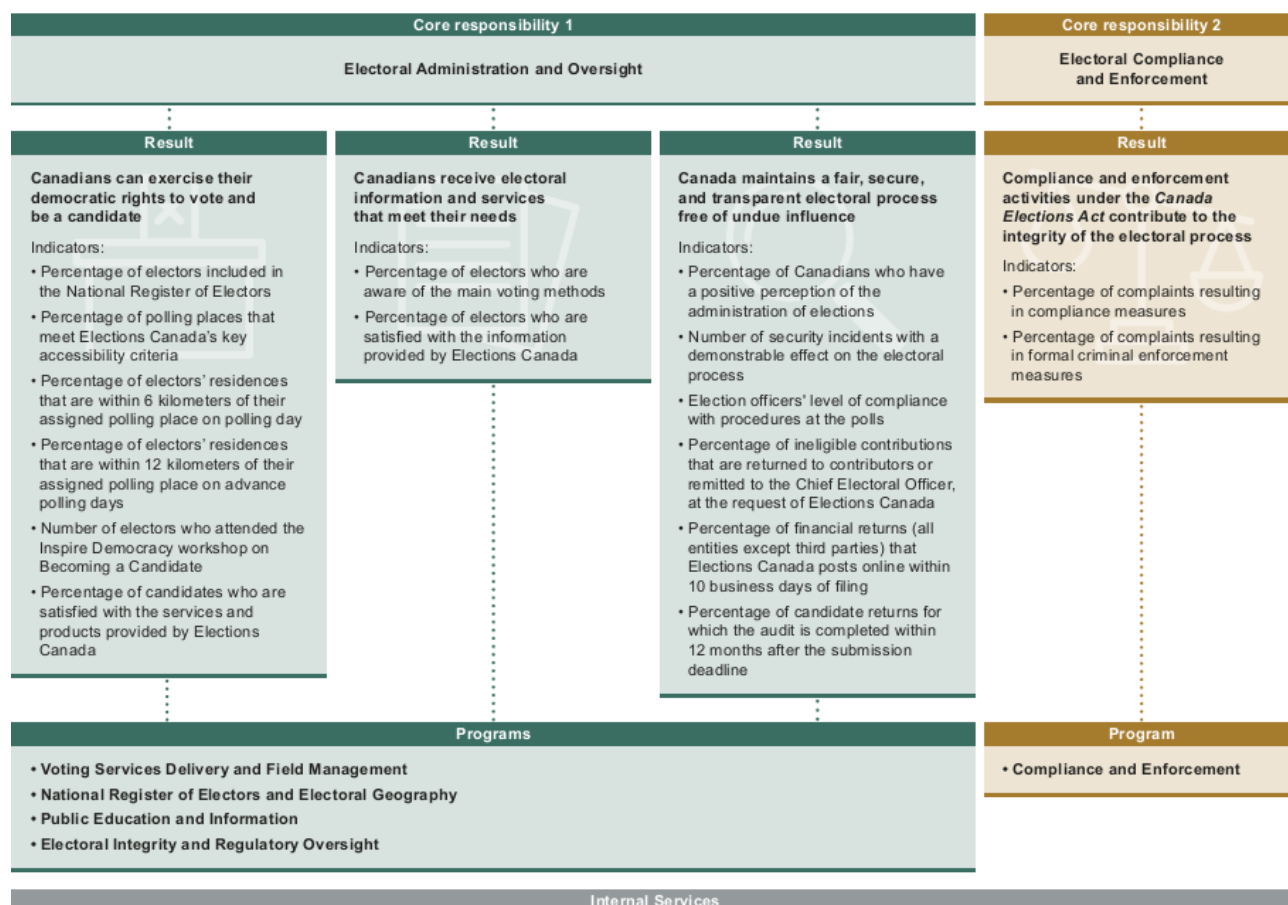 Core responsibility 1
Electoral Administration and Oversight
Core responsibility 2
Electoral Compliance
and Enforcement
Result
Canadians can exercise their
democratic rights to vote and
be a candidate
Indicators:
• Percentage of electors included in
the National Register of Electors
• Percentage of polling places that
meet Elections Canada's key
accessibility criteria
• Percentage of electors' residences
that are within 6 kilometers of their
assigned polling place on polling day
• Percentage of electors' residences
that are within 12 kilometers of their
assigned polling place on advance
polling days
• Number of electors who attended the
Inspire Democracy workshop on
Becoming a Candidate
• Percentage of candidates who are
satisfied with the services and
products provided by Elections
Canada
Result
Canadians receive electoral
information and services
that meet their needs
Indicators:
• Percentage of electors who are
aware of the main voting methods
• Percentage of electors who are
satisfied with the information
provided by Elections Canada
Result
Canada maintains a fair, secure,
and transparent electoral process
free of undue influence
Indicators:
• Percentage of Canadians who have
a positive perception of the
administration of elections
• Number of security incidents with a
demonstrable effect on the electoral
process
• Election officers' level of compliance
with procedures at the polls
• Percentage of ineligible contributions
that are returned to contributors or
remitted to the Chief Electoral Officer,
at the request of Elections Canada
• Percentage of financial returns (all
entities except third parties) that
Elections Canada posts online within
10 business days of filing
• Percentage of candidate returns for
which the audit is completed within
12 months after the submission
deadline
Result
Compliance and enforcement
activities under the Canada
Elections Act contribute to the
integrity of the electoral process
Indicators:
• Percentage of complaints resulting
in compliance measures
• Percentage of complaints resulting
in formal criminal enforcement
measures
Programs
• Voting Services Delivery and Field Management
• National Register of Electors and Electoral Geography
• Public Education and Information
• Electoral Integrity and Regulatory Oversight
Program
• Compliance and Enforcement
Internal Services